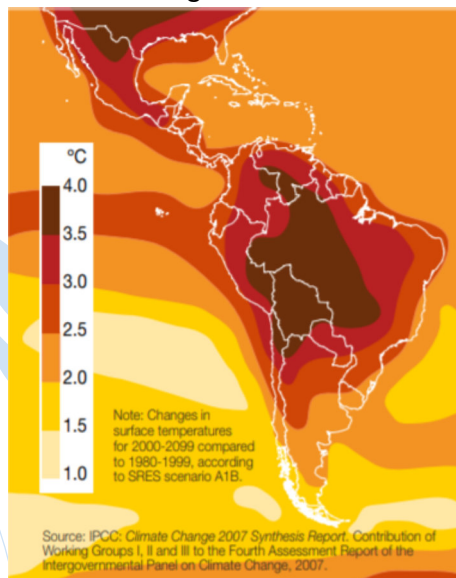 °C
4.0
3.5
3.0
2.5
2.0
1.5
1.0
Note: Changes in
surface temperatures
for 2000-2099 compared
to 1980-1999, according
to SRES scenario A1B.
Source: IPCC: Climate Change 2007 Synthesis Report. Contribution of
Working Groups I, II and III to the Fourth Assessment Report of the
Intergovernmental Panel on Climate Change, 2007.